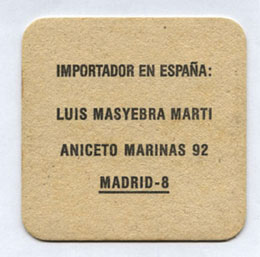 IMPORTADOR EN ESPAÑA:
LUIS MASYEBRA MARTI
ANICETO MARINAS 92
MADRID-8